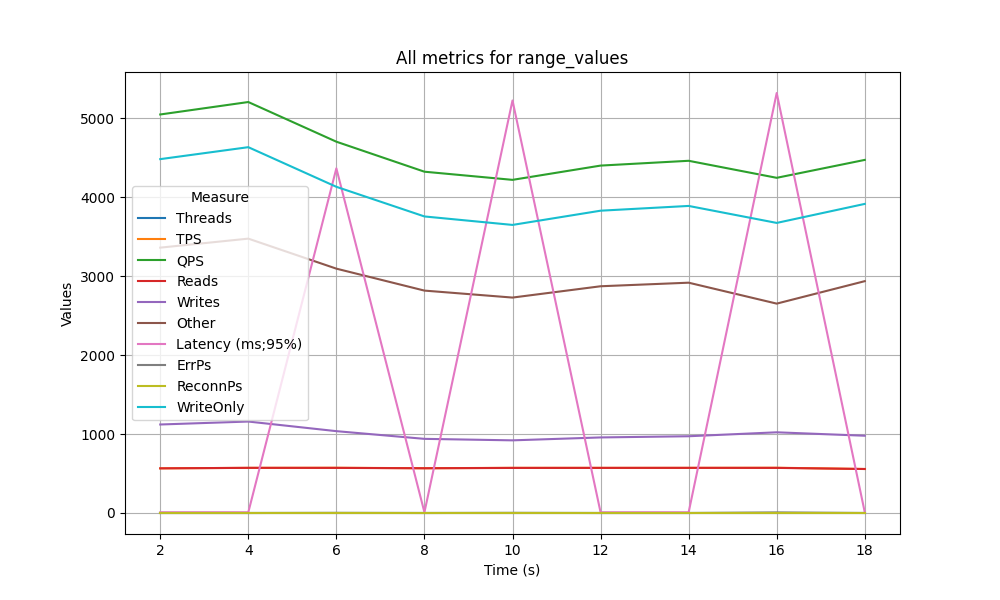 All metrics for range_values
5000
4000
3000
2000
1000
0
Values
Measure
Threads
TPS
QPS
Reads
Writes
Other
Latency (ms;95%)
ErrPs
ReconnPs
WriteOnly
2 4 6 8 10 12 14 16 18
Time (s)